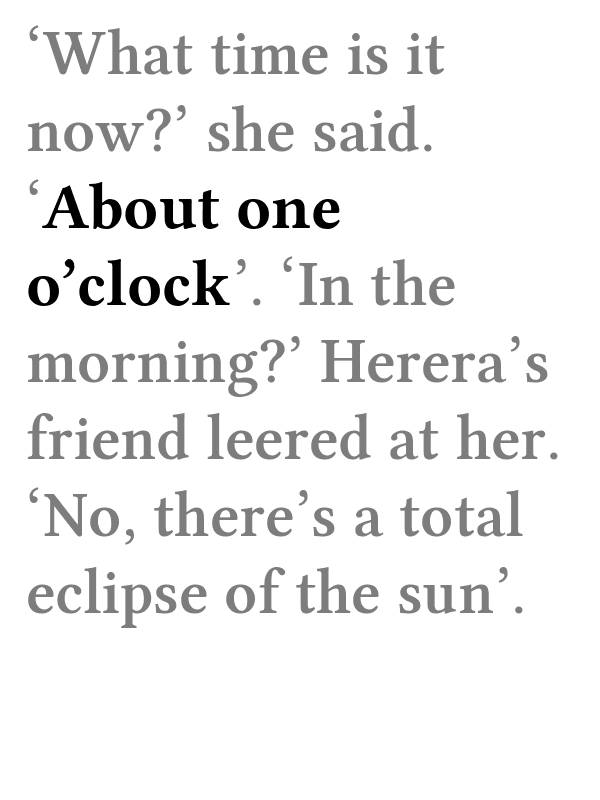 ‘What time is it
now?’ she said.
‘About one
o’clock’. ‘In the
morning?’ Herera’s
friend leered at her.
‘No, there’s a total
eclipse of the sun’.